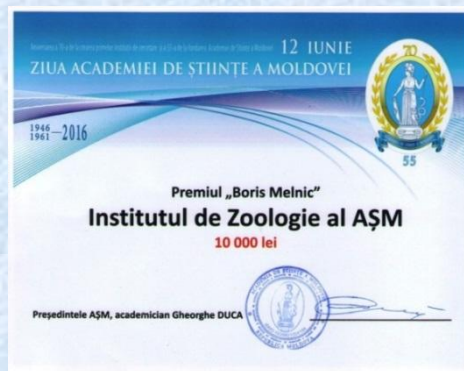 12 IUNIE
ZIUA ACADEMIEI DE ȘTIINȚE A MOLDOVEI
70
1946
1961 —2016
55
Premiul „Boris Melnic”
Institutul de Zoologie al AȘM
10 000 lei
Președintele AȘM, academician Gheorghe DUCA